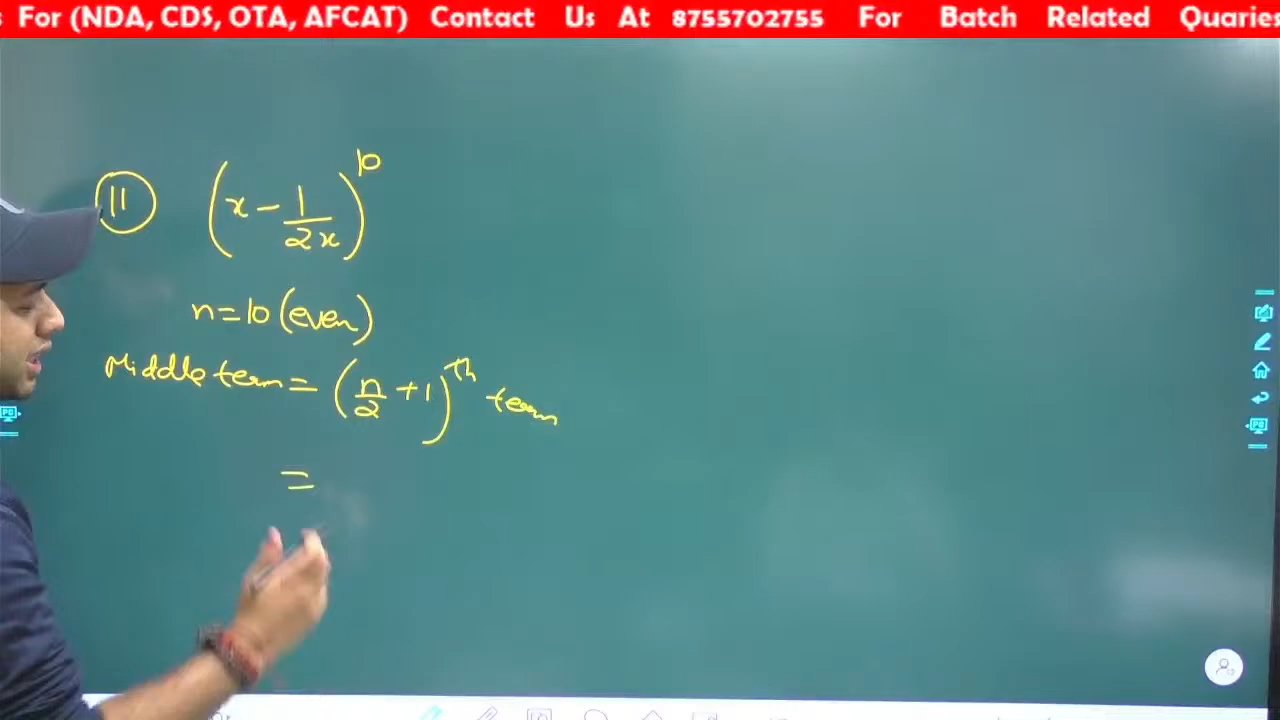 For (NDA, CDS, OTA, AFCAT) Contact Us At 8755702755 For Batch Related Quaries
11 (x - 1/2x)^10
n=10 (even)
Middle term = (n/2 + 1)^Th term
=